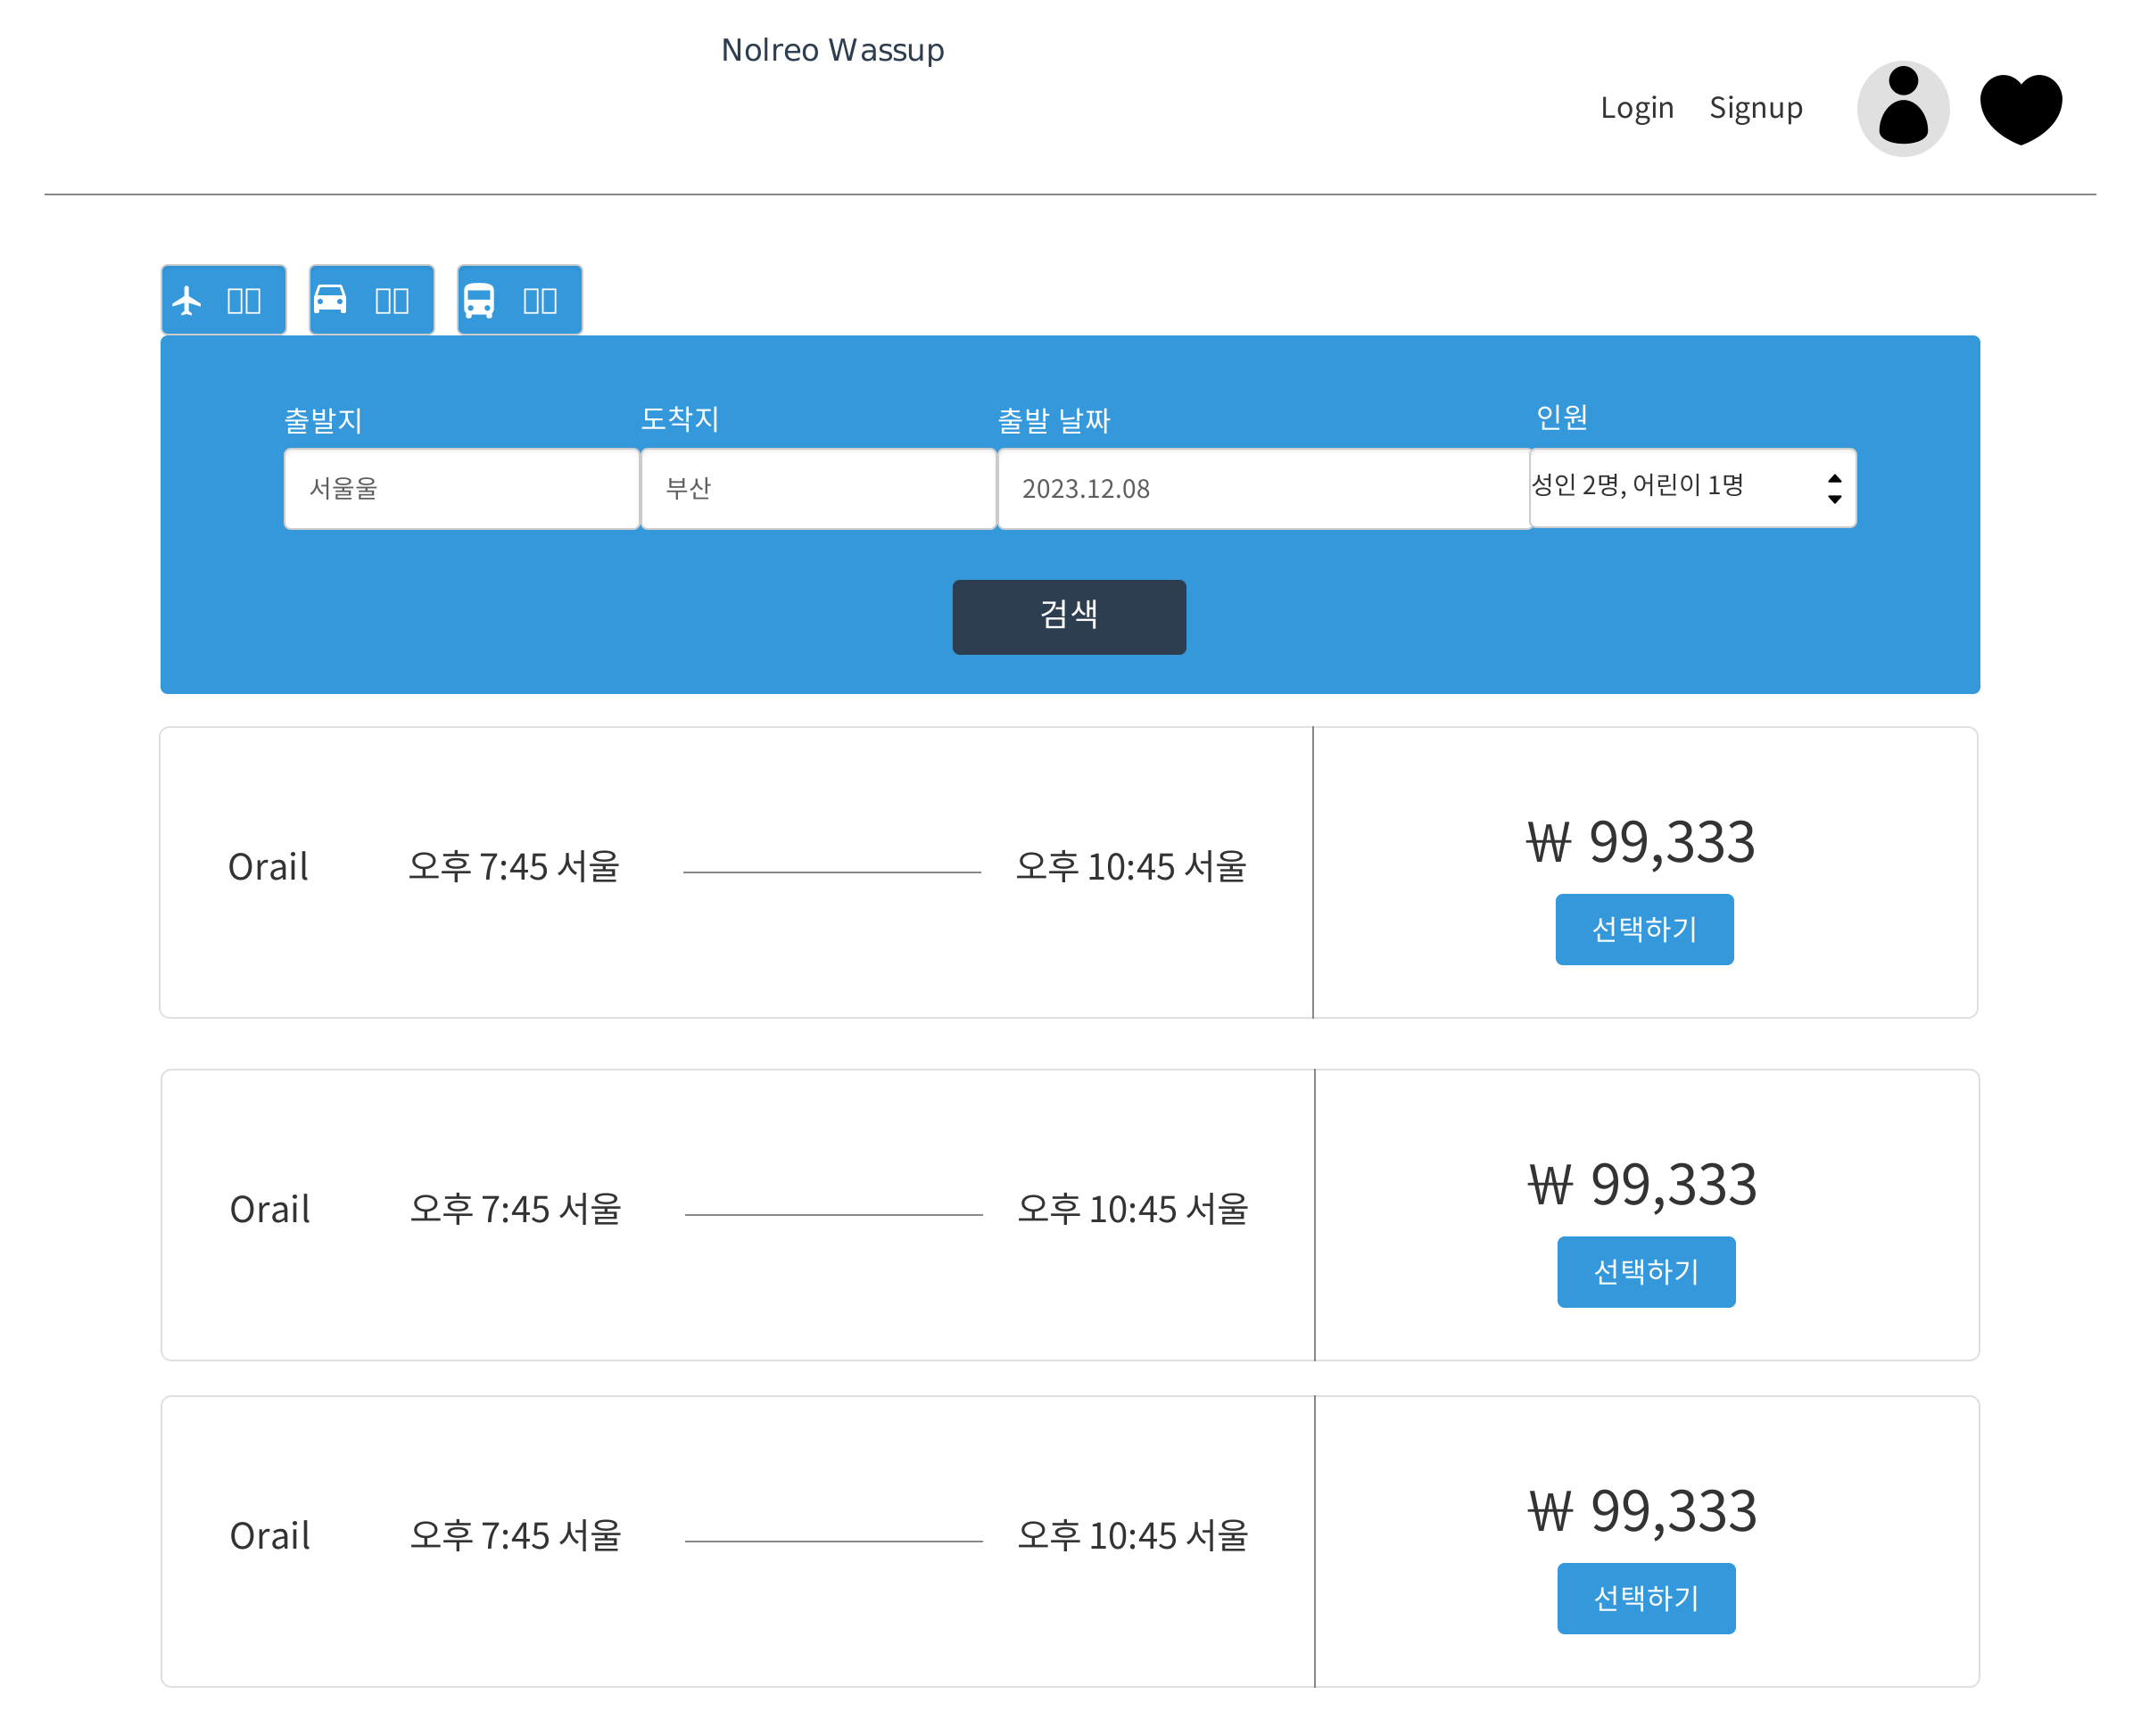 Nolreo Wassup
Login Signup
출발지 도착지 출발 날짜 인원
서울울 부산 2023.12.08 성인 2명, 어린이 1명
검색
Orail 오후 7:45 서울 오후 10:45 서울 ₩ 99,333
선택하기
Orail 오후 7:45 서울 오후 10:45 서울 ₩ 99,333
선택하기
Orail 오후 7:45 서울 오후 10:45 서울 ₩ 99,333
선택하기